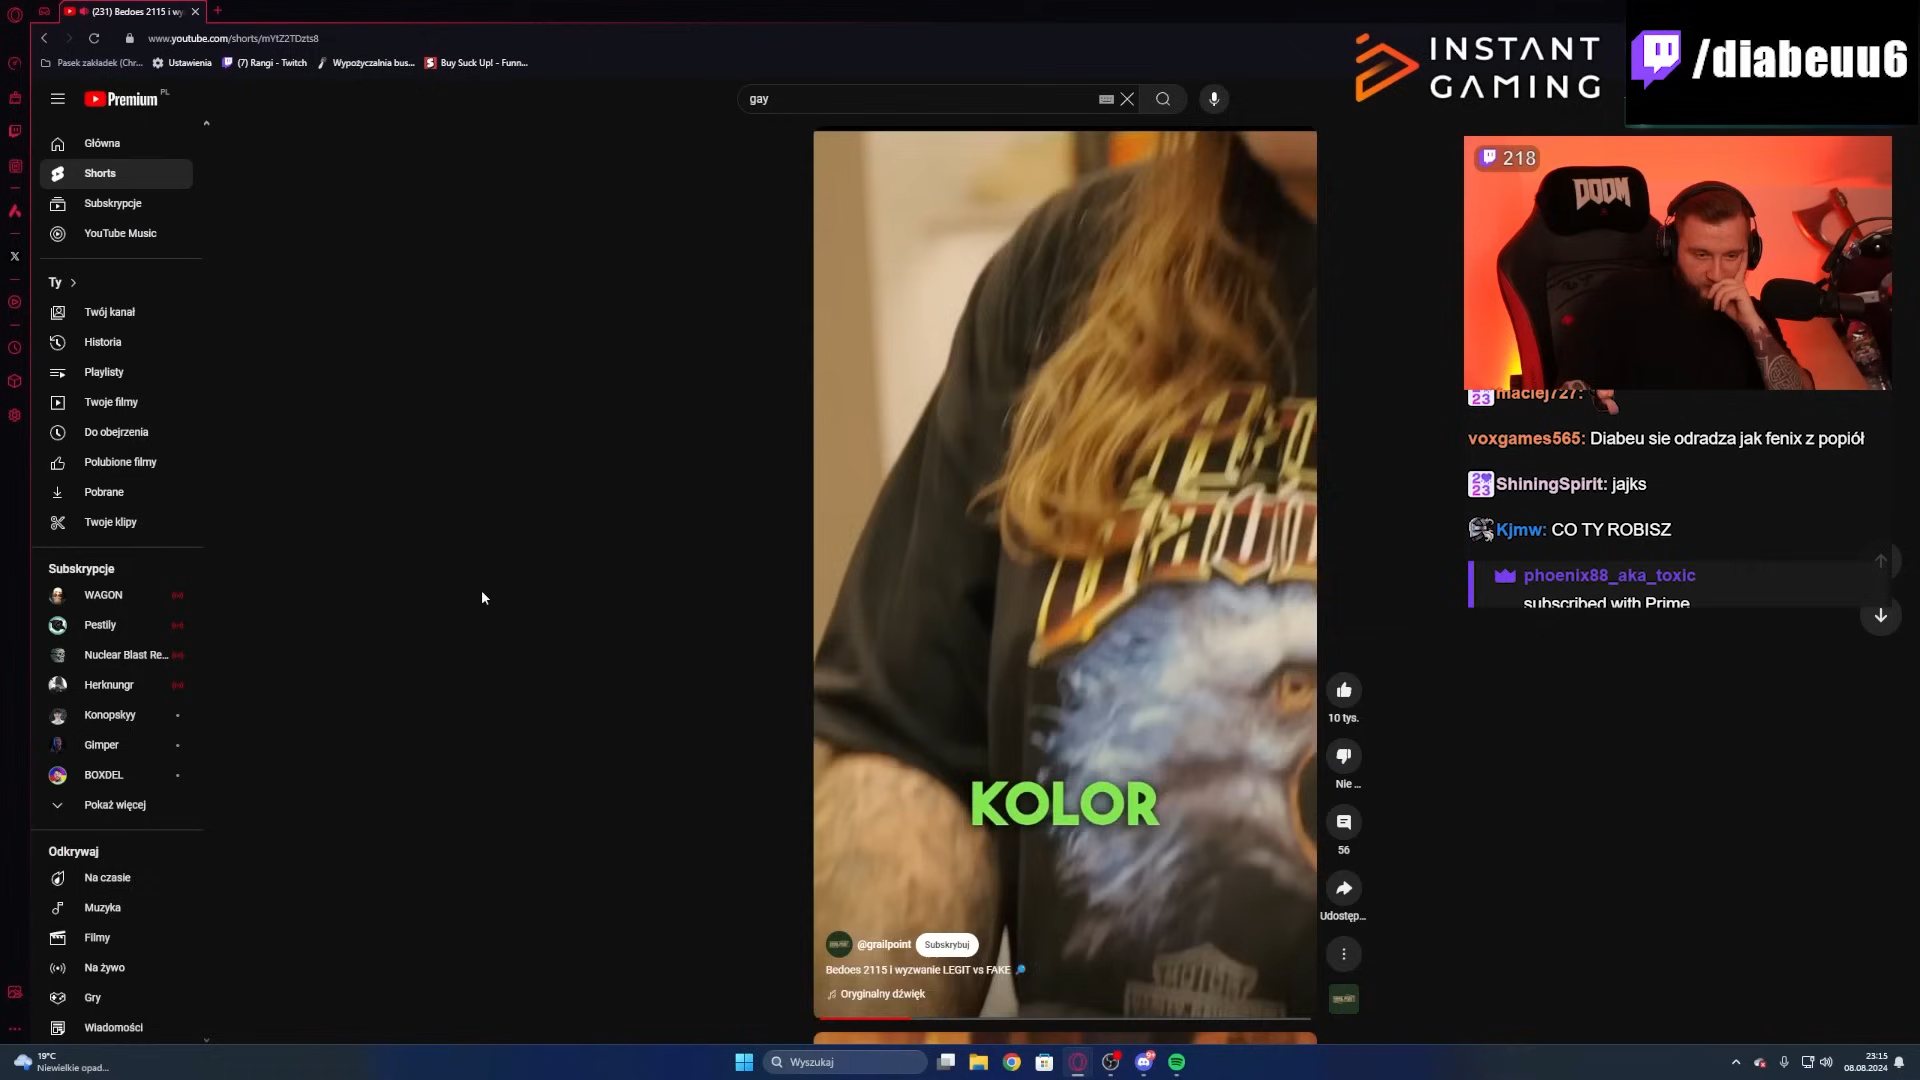 (231) Bedoes 2115 i wy
www.youtube.com/shorts/mYtZ2TDzts8
Pasek zakładek (Chr...
Ustawienia
(7) Rangi - Twitch
Wypożyczalnia bus...
Buy Suck Up! - Funn...
INSTANT
GAMING
/diabeuu6
Premium PL
gay
Główna
Shorts
Subskrypcje
YouTube Music
Ty
Twój kanał
Historia
Playlisty
Twoje filmy
Do obejrzenia
Polubione filmy
Pobrane
Twoje klipy
Subskrypcje
WAGON
Pestily
Nuclear Blast Re...
Herknungr
Konopskyy
Gimper
BOXDEL
Pokaż więcej
Odkrywaj
Na czasie
Muzyka
Filmy
Na żywo
Gry
Wiadomości
KOLOR
@grailpoint
Subskrybuj
Bedoes 2115 i wyzwanie LEGIT vs FAKE
Oryginalny dźwięk
10 tys.
Nie ...
56
Udostęp...
218
DOOM
maciej727:
voxgames565: Diabeu sie odradza jak fenix z popiół
ShiningSpirit: jajks
Kjmw: CO TY ROBISZ
phoenix88_aka_toxic
subscribed with Prime
19°C
Niewielkie opad...
Wyszukaj
23:15
08.08.2024